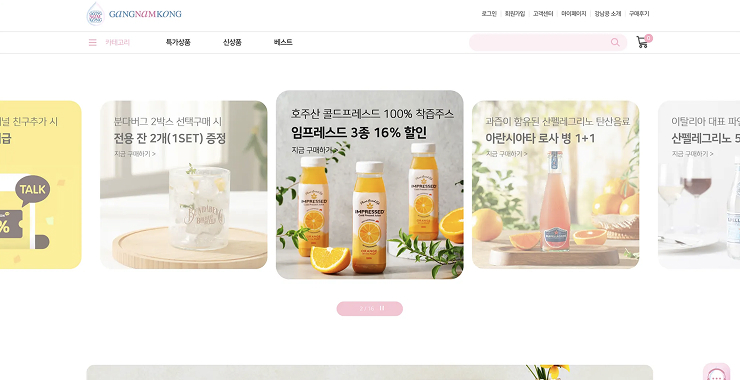 GANGNAMKONG
로그인 회원가입 고객센터 마이페이지 강남콩 소개 구매후기
카테고리 특가상품 신상품 베스트
0
널 친구추가 시
급
TALK
%
분다버그 2박스 선택구매 시
전용 잔 2개(1SET) 증정
지금 구매하기 >
호주산 콜드프레스드 100% 착즙주스
임프레스드 3종 16% 할인
지금 구매하기 >
IMPRESSED
IMPRESSED
IMPRESSED
과즙이 함유된 산펠레그리노 탄산음료
아란시아타 로사 병 1+1
지금 구매하기 >
이탈리아 대표 파인
산펠레그리노 5
지금 구매하기 >